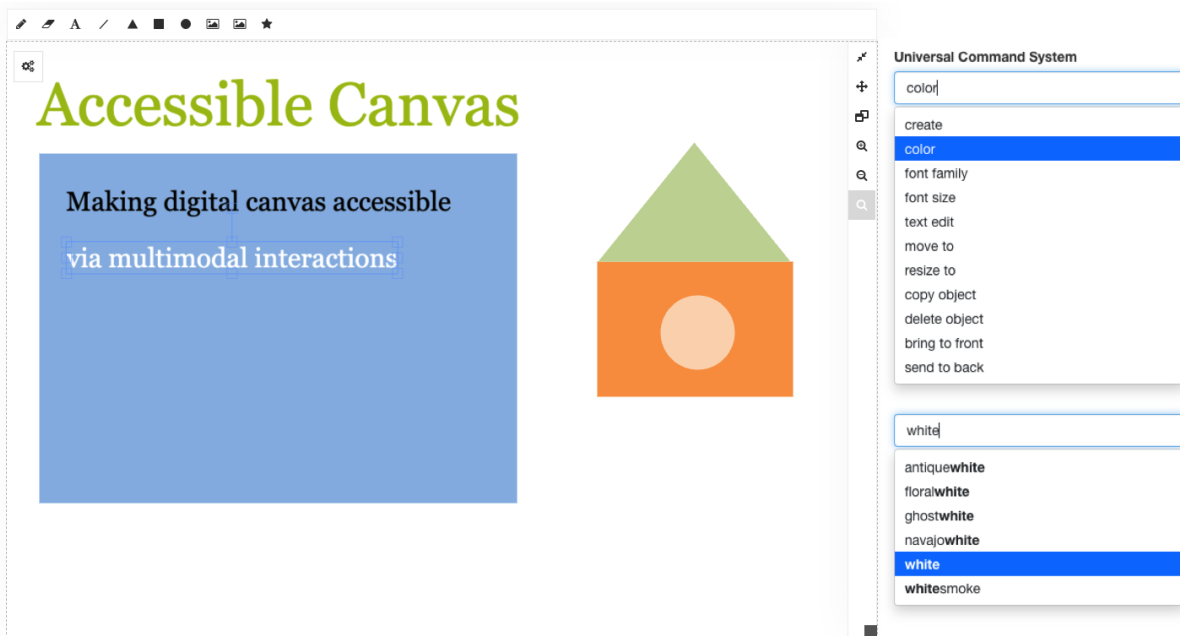 A
Accessible Canvas
Making digital canvas accessible
via multimodal interactions
Universal Command System
color
create
color
font family
font size
text edit
move to
resize to
copy object
delete object
bring to front
send to back
white
antiquewhite
floralwhite
ghostwhite
navajowhite
white
whitesmoke